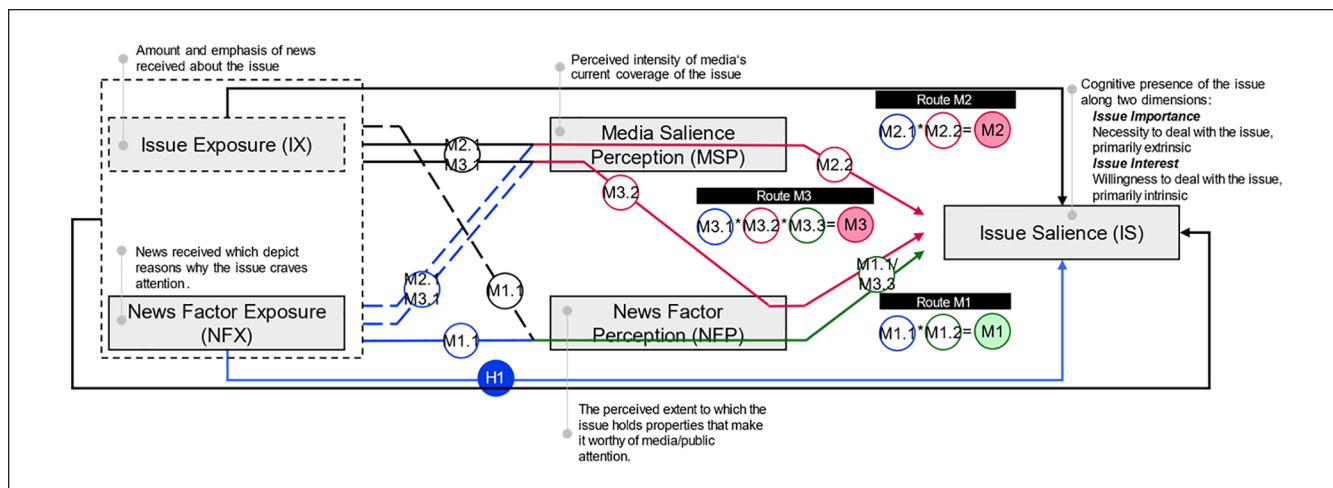 Amount and emphasis of news
received about the issue
Issue Exposure (IX)
News received which depict
reasons why the issue craves
attention.
News Factor Exposure
(NFX)
M2.1
M3.1
M2.1
M3.1
M1.1
M1.1
H1
Perceived intensity of media's
current coverage of the issue
Media Salience
Perception (MSP)
M3.2
M2.2
News Factor
Perception (NFP)
The perceived extent to which the
issue holds properties that make
it worthy of media/public
attention.
Route M2
M2.1*M2.2=M2
Route M3
M3.1*M3.2*M3.3=M3
M1.1/
M3.3
Route M1
M1.1*M1.2=M1
Cognitive presence of the issue
along two dimensions:
Issue Importance
Necessity to deal with the issue,
primarily extrinsic
Issue Interest
Willingness to deal with the issue,
primarily intrinsic
Issue Salience (IS)